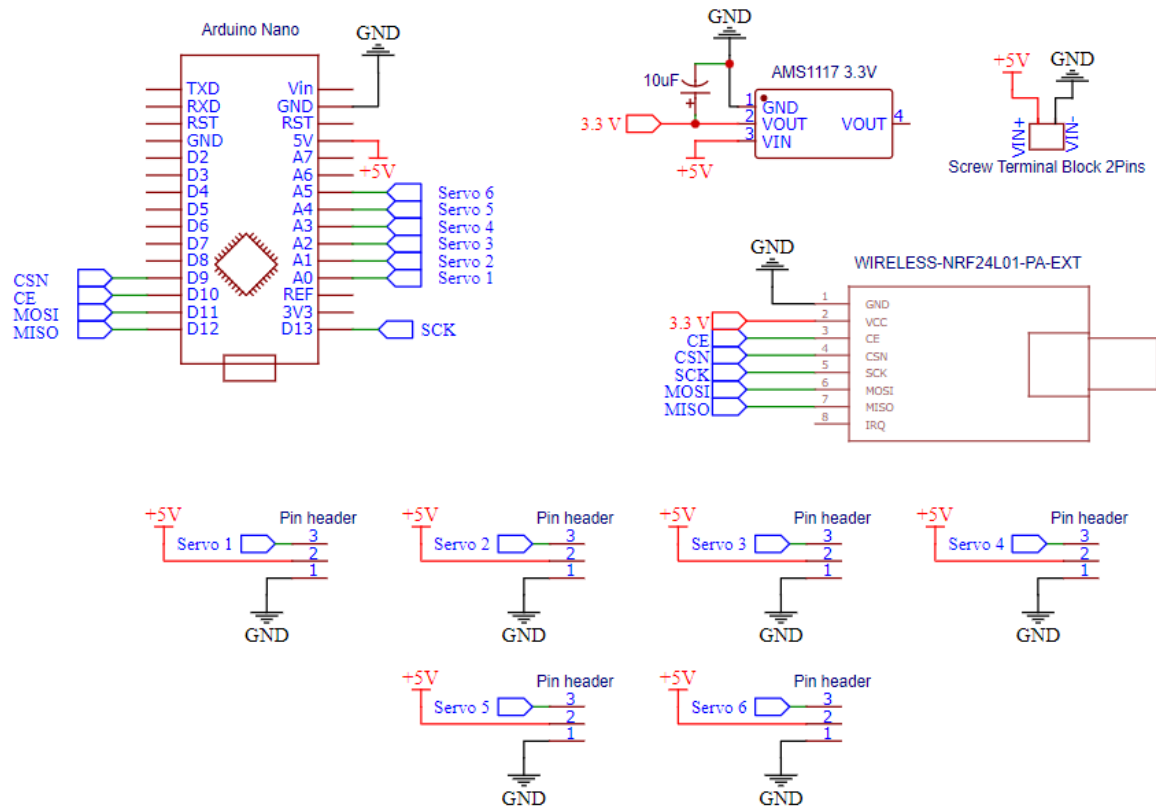 Arduino Nano
GND
TXD
RXD
RST
GND
D2
D3
D4
D5
D6
D7
D8
D9
D10
D11
D12
Vin
GND
RST
5V
A7
A6
A5
A4
A3
A2
A1
A0
REF
3V3
D13
+5V
Servo 6
Servo 5
Servo 4
Servo 3
Servo 2
Servo 1
SCK
CSN
CE
MOSI
MISO
GND
10uF
+
AMS1117 3.3V
3.3 V
1 GND
2 VOUT
3 VIN
VOUT 4
+5V
+5V
GND
VIN+
VIN-
Screw Terminal Block 2Pins
GND
WIRELESS-NRF24L01-PA-EXT
3.3 V
CE
CSN
SCK
MOSI
MISO
1 GND
2 VCC
3 CE
4 CSN
5 SCK
6 MOSI
7 MISO
8 IRQ
+5V
Pin header
Servo 1
3
2
1
GND
+5V
Pin header
Servo 2
3
2
1
GND
+5V
Pin header
Servo 3
3
2
1
GND
+5V
Pin header
Servo 4
3
2
1
GND
+5V
Pin header
Servo 5
3
2
1
GND
+5V
Pin header
Servo 6
3
2
1
GND